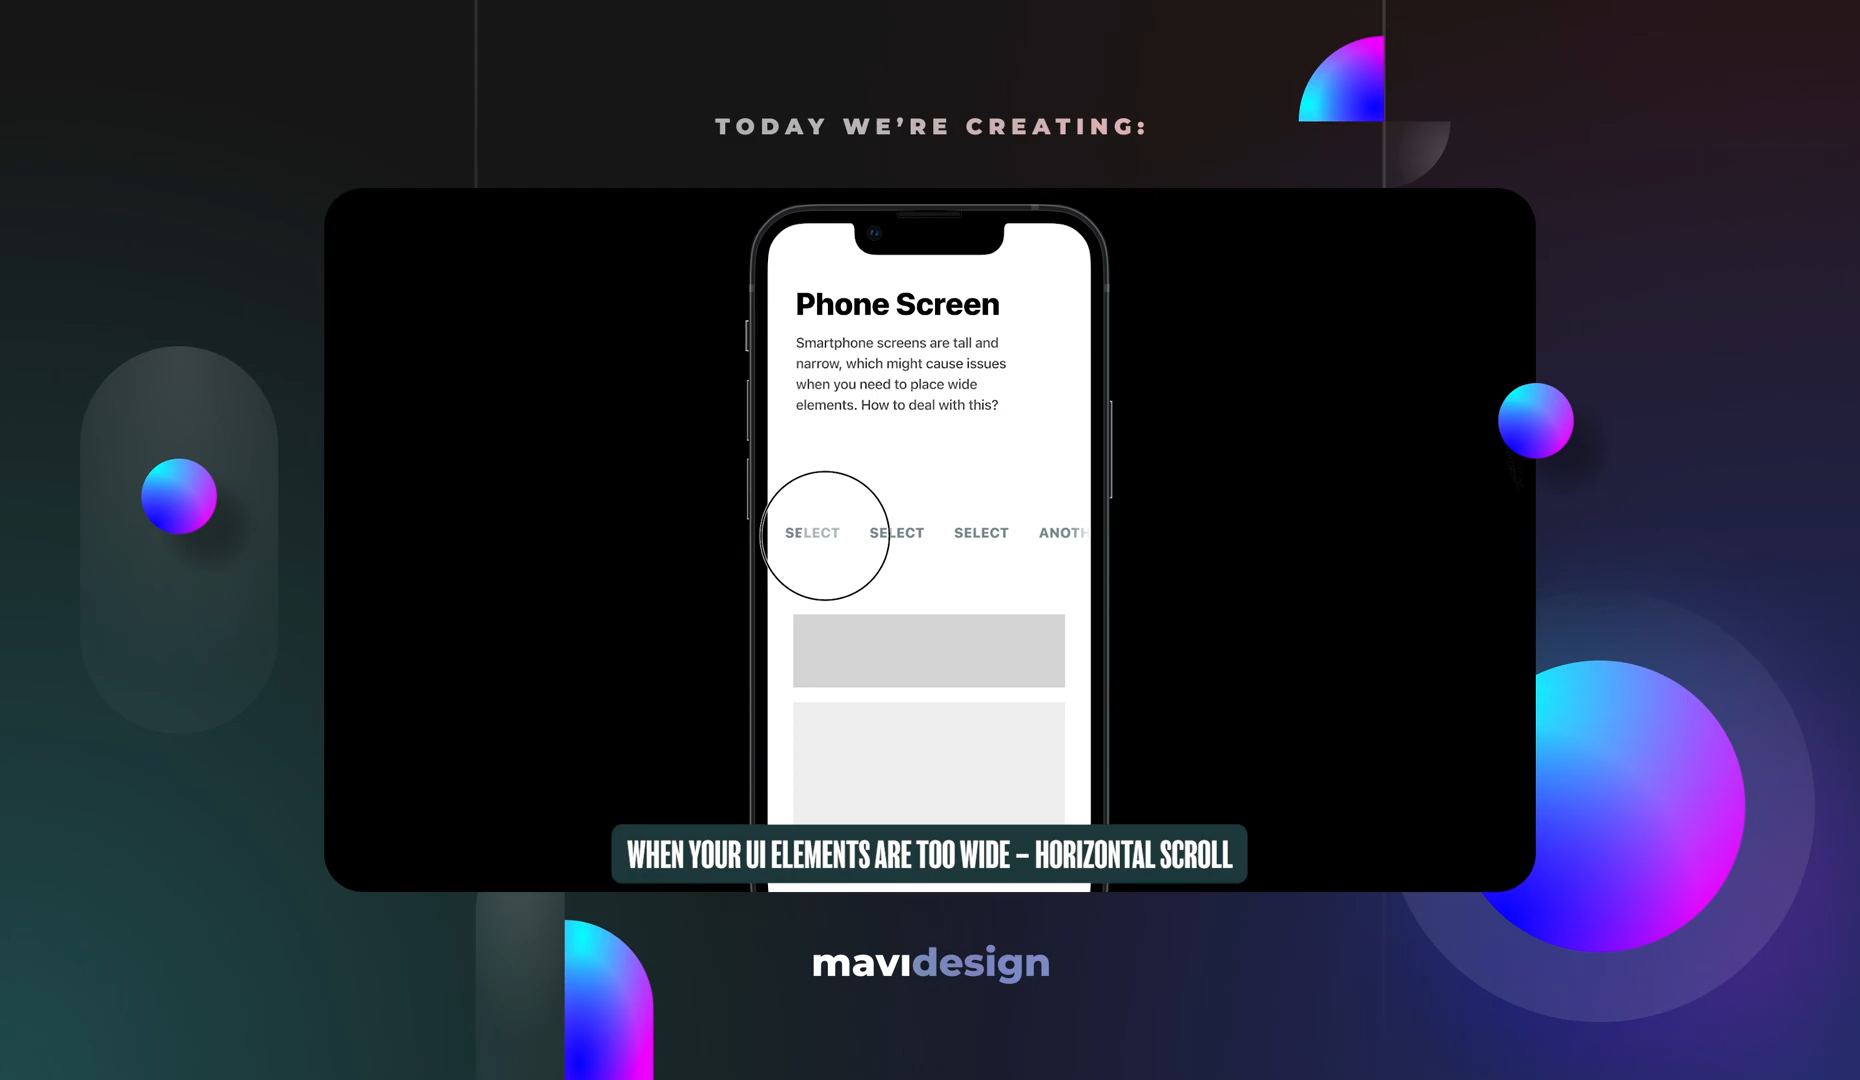 TODAY WE’RE CREATING:
Phone Screen
Smartphone screens are tall and
narrow, which might cause issues
when you need to place wide
elements. How to deal with this?
SELECT SELECT SELECT ANOTH
WHEN YOUR UI ELEMENTS ARE TOO WIDE – HORIZONTAL SCROLL
mavıdesign